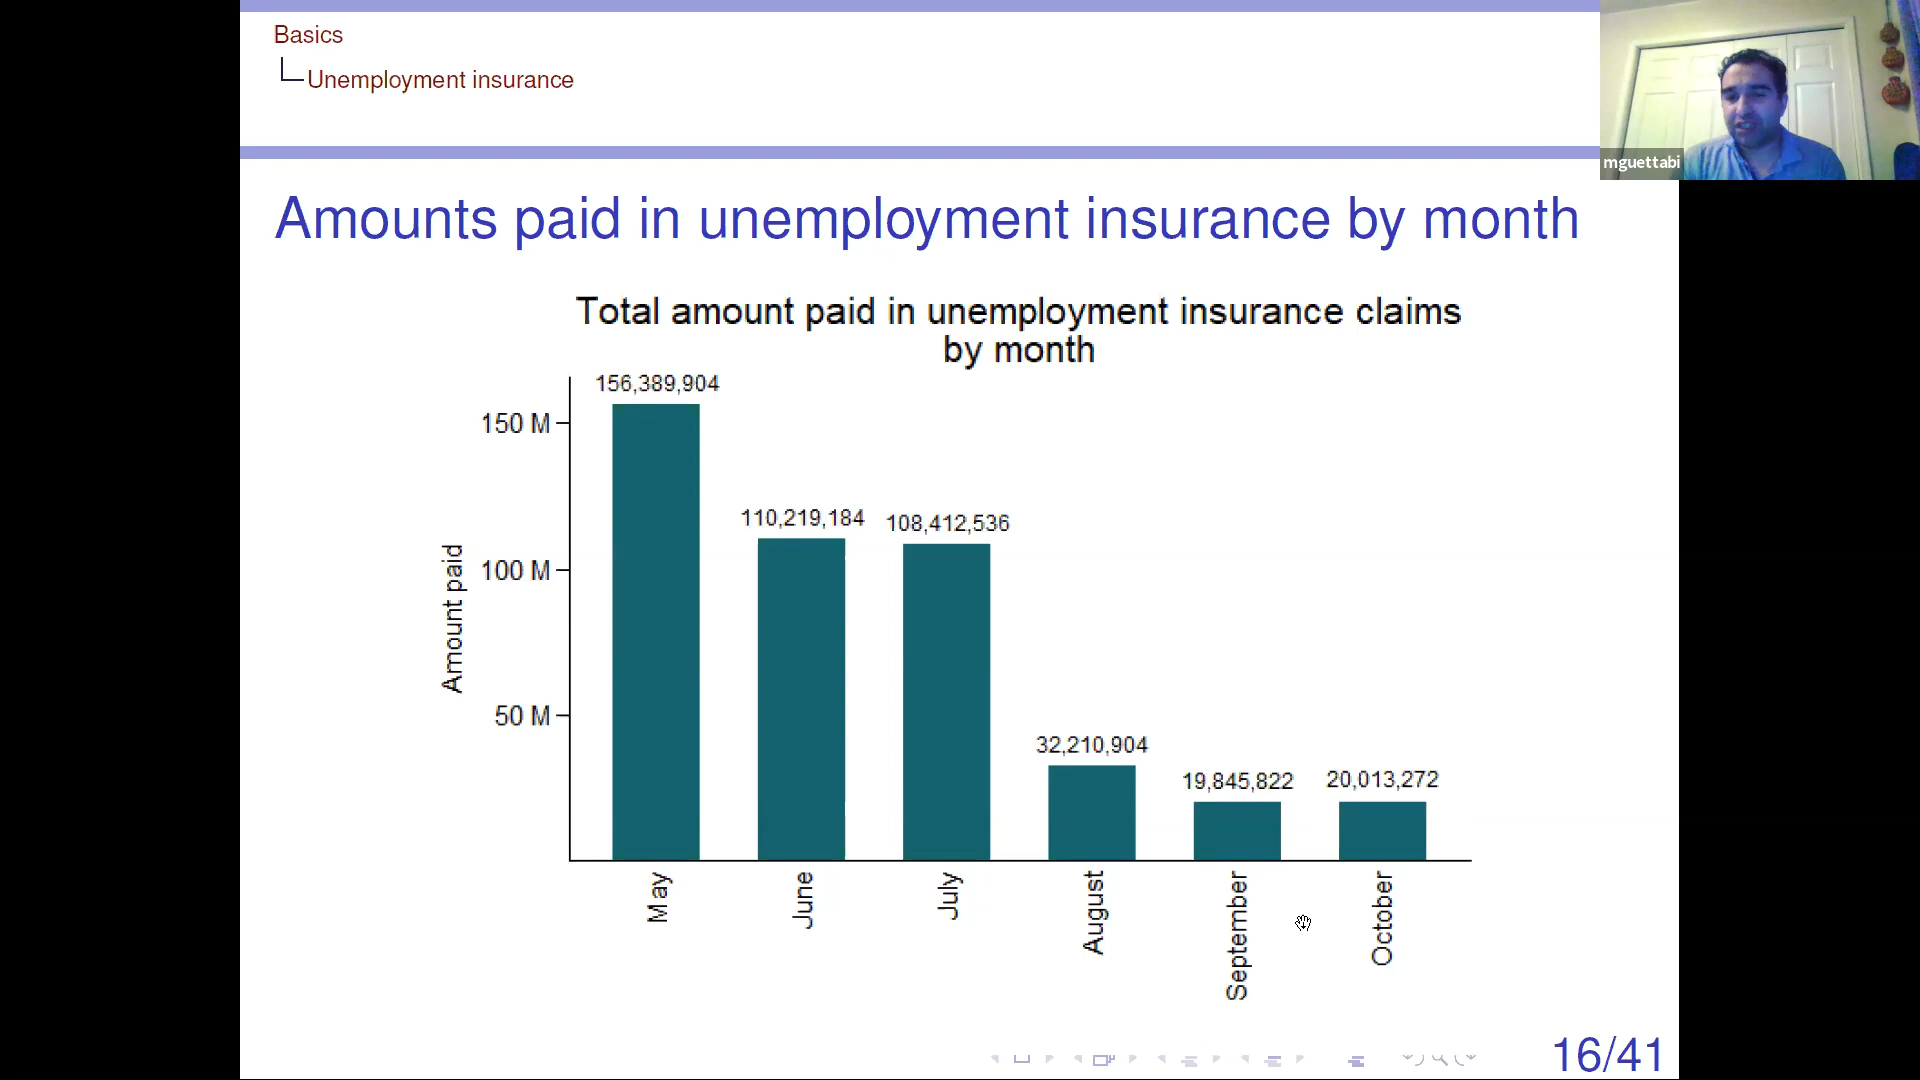 Basics
Unemployment insurance
mguettabi
Amounts paid in unemployment insurance by month
Total amount paid in unemployment insurance claims
by month
156,389,904
150 M
110,219,184
108,412,536
100 M
Amount paid
50 M
32,210,904
19,845,822
20,013,272
May
June
July
August
September
October
16/41